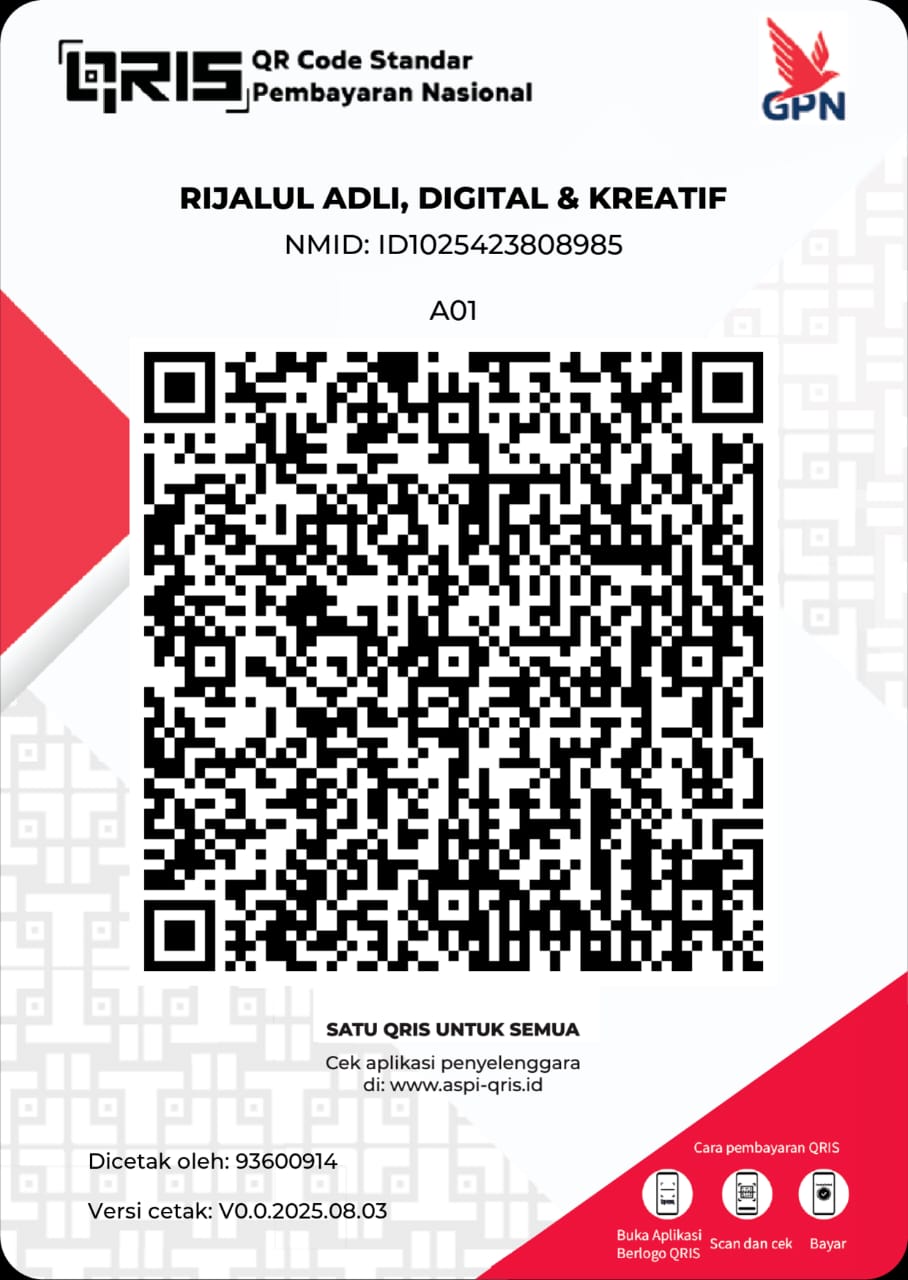 QRIS QR Code Standar
Pembayaran Nasional
GPN
RIJALUL ADLI, DIGITAL & KREATIF
NMID: ID1025423808985
A01
SATU QRIS UNTUK SEMUA
Cek aplikasi penyelenggara
di: www.aspi-qris.id
Dicetak oleh: 93600914
Versi cetak: V0.0.2025.08.03
Cara pembayaran QRIS
Buka Aplikasi
Berlogo QRIS
Scan dan cek
Bayar